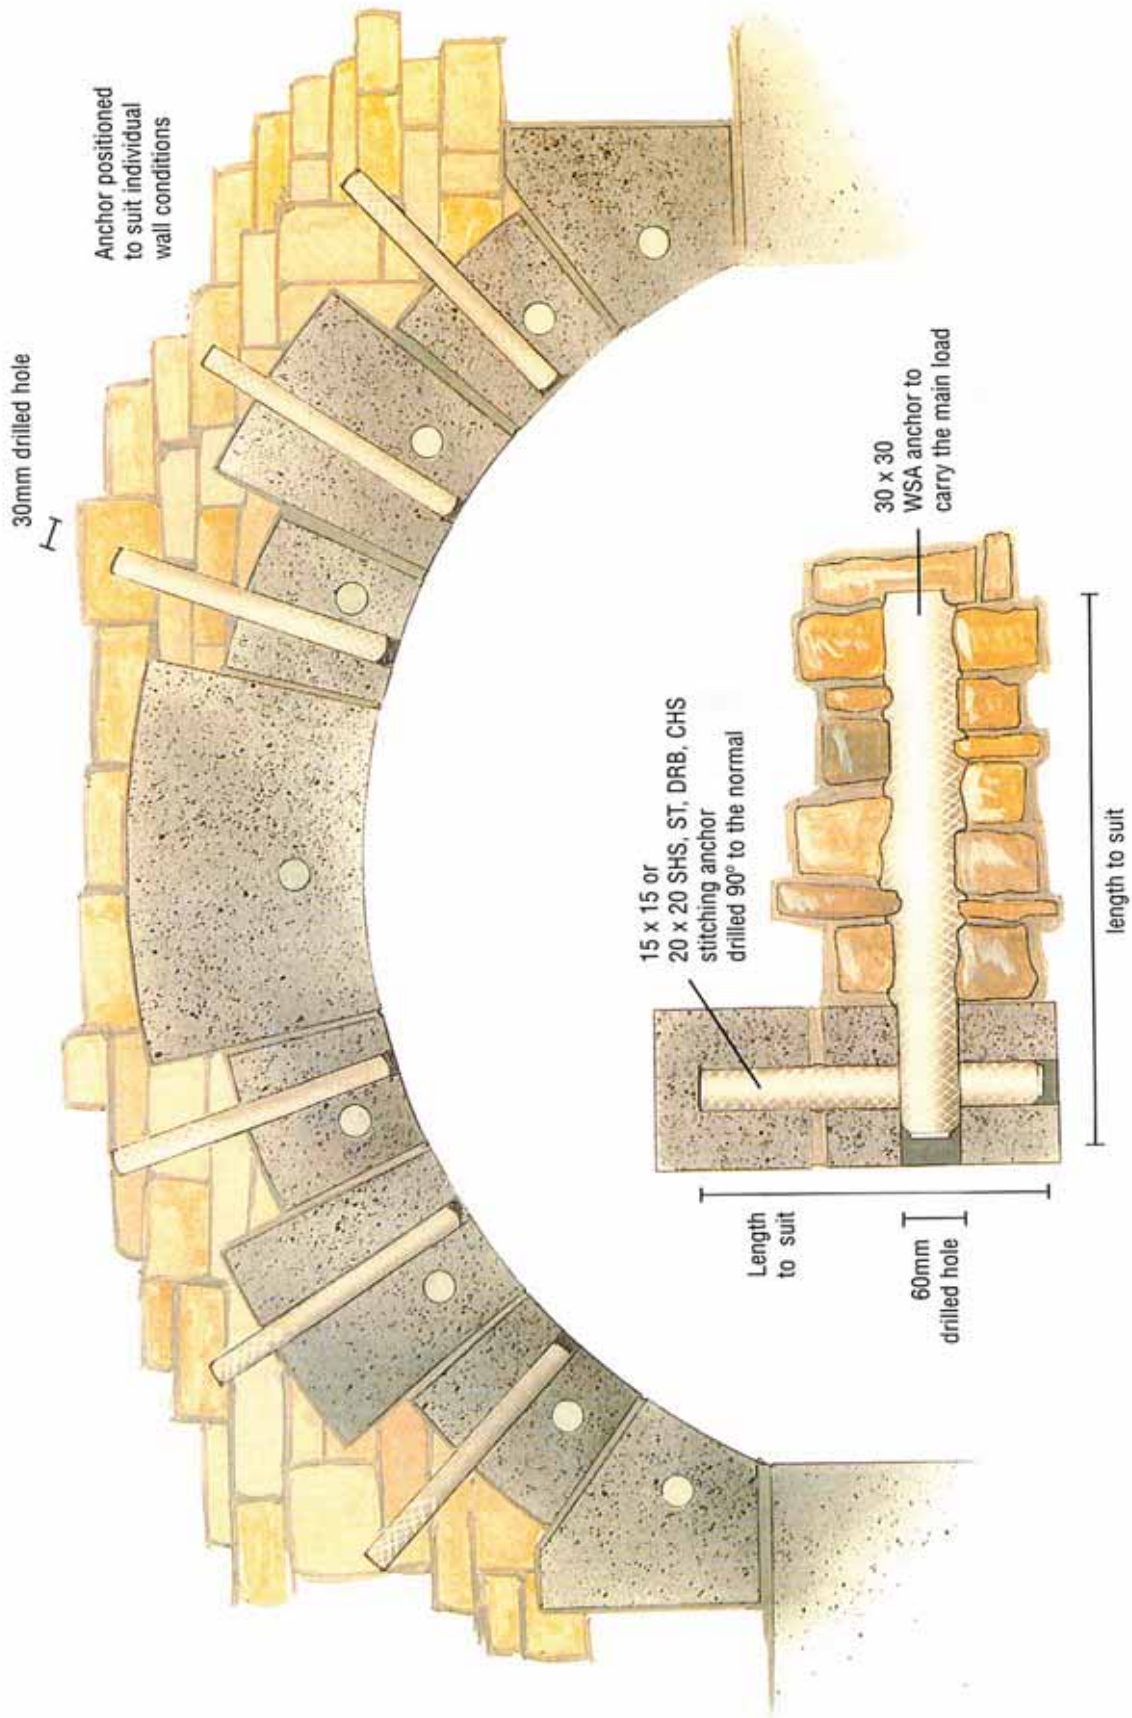 30mm drilled hole
Anchor positioned
to suit individual
wall conditions
15 x 15 or
20 x 20 SHS, ST, DRB, CHS
stitching anchor
drilled 90º to the normal
30 x 30
WSA anchor to
carry the main load
Length
to suit
60mm
drilled hole
length to suit